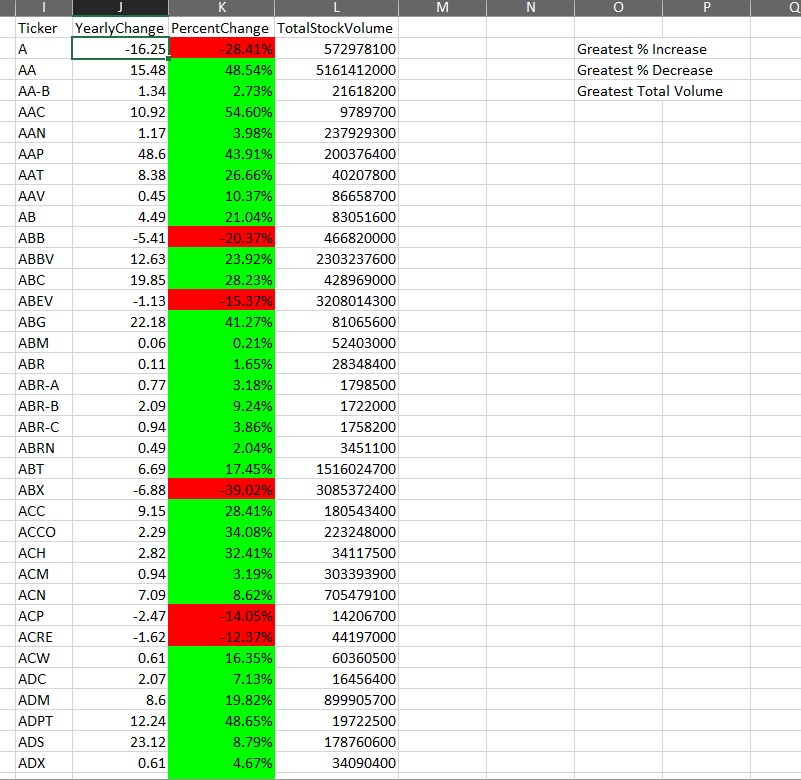 I J K L M N O P Q
Ticker YearlyChange PercentChange TotalStockVolume
A -16.25 -28.41% 572978100 Greatest % Increase
AA 15.48 48.54% 5161412000 Greatest % Decrease
AA-B 1.34 2.73% 21618200 Greatest Total Volume
AAC 10.92 54.60% 9789700
AAN 1.17 3.98% 237929300
AAP 48.6 43.91% 200376400
AAT 8.38 26.66% 40207800
AAV 0.45 10.37% 86658700
AB 4.49 21.04% 83051600
ABB -5.41 -20.37% 466820000
ABBV 12.63 23.92% 2303237600
ABC 19.85 28.23% 428969000
ABEV -1.13 -15.37% 3208014300
ABG 22.18 41.27% 81065600
ABM 0.06 0.21% 52403000
ABR 0.11 1.65% 28348400
ABR-A 0.77 3.18% 1798500
ABR-B 2.09 9.24% 1722000
ABR-C 0.94 3.86% 1758200
ABRN 0.49 2.04% 3451100
ABT 6.69 17.45% 1516024700
ABX -6.88 -39.02% 3085372400
ACC 9.15 28.41% 180543400
ACCO 2.29 34.08% 223248000
ACH 2.82 32.41% 34117500
ACM 0.94 3.19% 303393900
ACN 7.09 8.62% 705479100
ACP -2.47 -14.05% 14206700
ACRE -1.62 -12.37% 44197000
ACW 0.61 16.35% 60360500
ADC 2.07 7.13% 16456400
ADM 8.6 19.82% 899905700
ADPT 12.24 48.65% 19722500
ADS 23.12 8.79% 178760600
ADX 0.61 4.67% 34090400